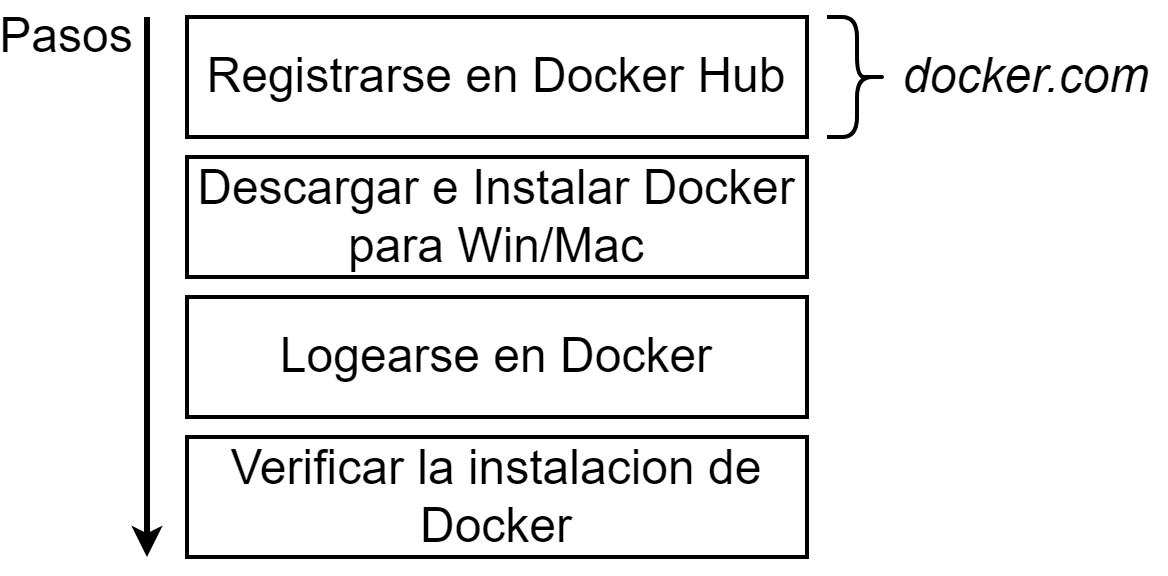 Pasos
Registrarse en Docker Hub
docker.com
Descargar e Instalar Docker
para Win/Mac
Logearse en Docker
Verificar la instalacion de
Docker